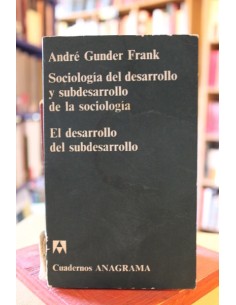 André Gunder Frank
Sociología del desarrollo
y subdesarrollo
de la sociología
El desarrollo
del subdesarrollo
Cuadernos ANAGRAMA